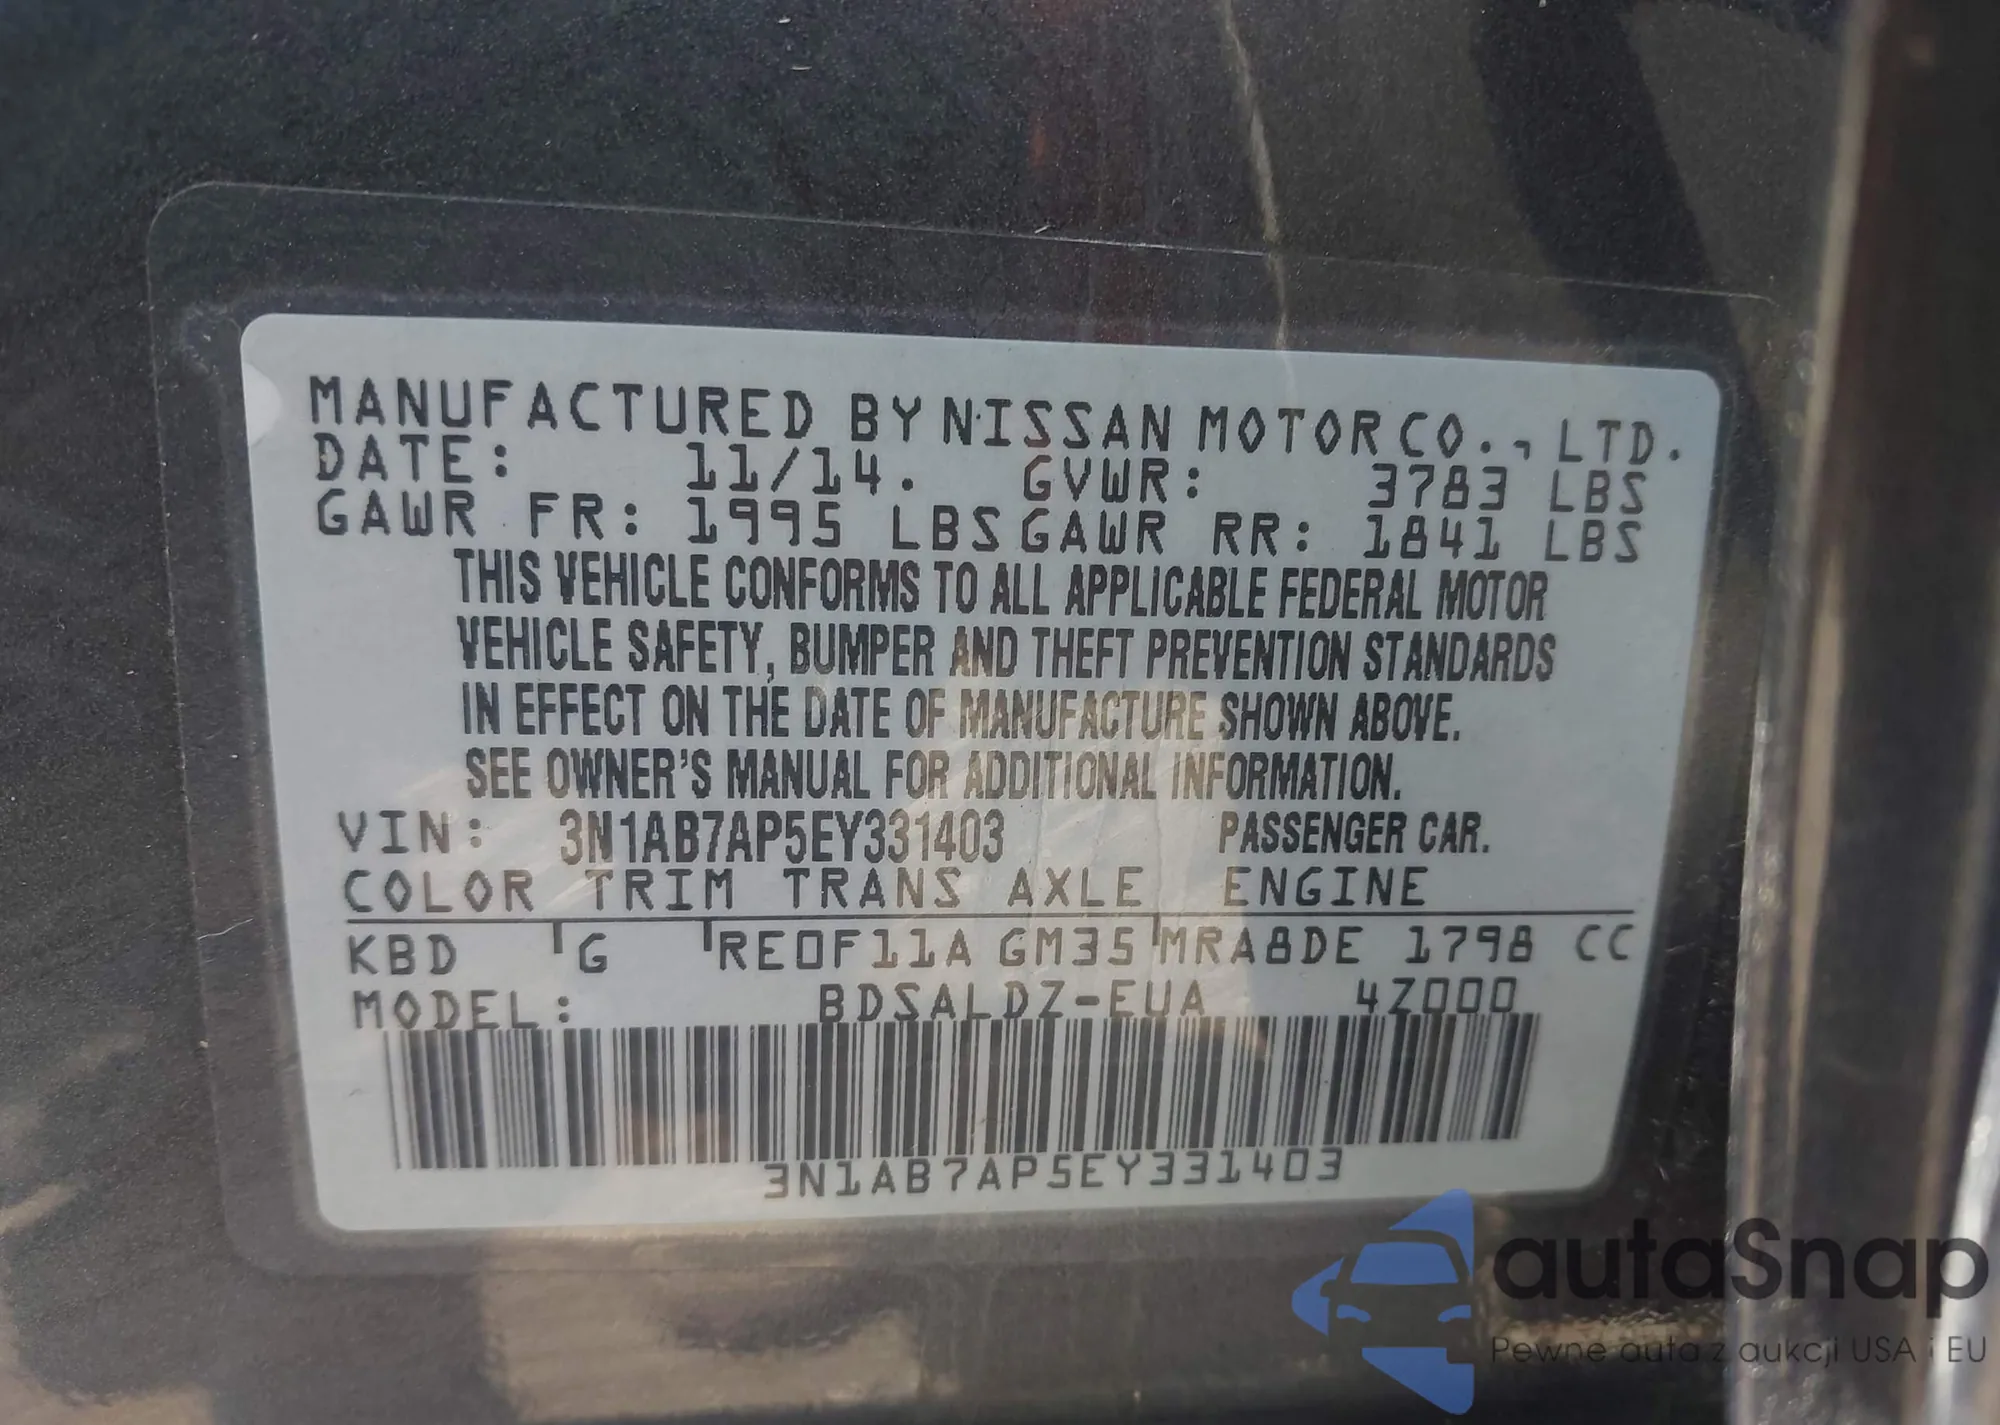 MANUFACTURED BY NISSAN MOTOR CO., LTD.
DATE: 11/14. GVWR: 3783 LBS
GAWR FR: 1995 LBS GAWR RR: 1841 LBS
THIS VEHICLE CONFORMS TO ALL APPLICABLE FEDERAL MOTOR
VEHICLE SAFETY, BUMPER AND THEFT PREVENTION STANDARDS
IN EFFECT ON THE DATE OF MANUFACTURE SHOWN ABOVE.
SEE OWNER'S MANUAL FOR ADDITIONAL INFORMATION.
VIN: 3N1AB7AP5EY331403 PASSENGER CAR.
COLOR TRIM TRANS AXLE ENGINE
KBD G RE0F11A GM35 MRA8DE 1798 CC
MODEL: BDSALDZ-EUA 4Z000
3N1AB7AP5EY331403
autaSnap
Pewne auta z aukcji USA i EU